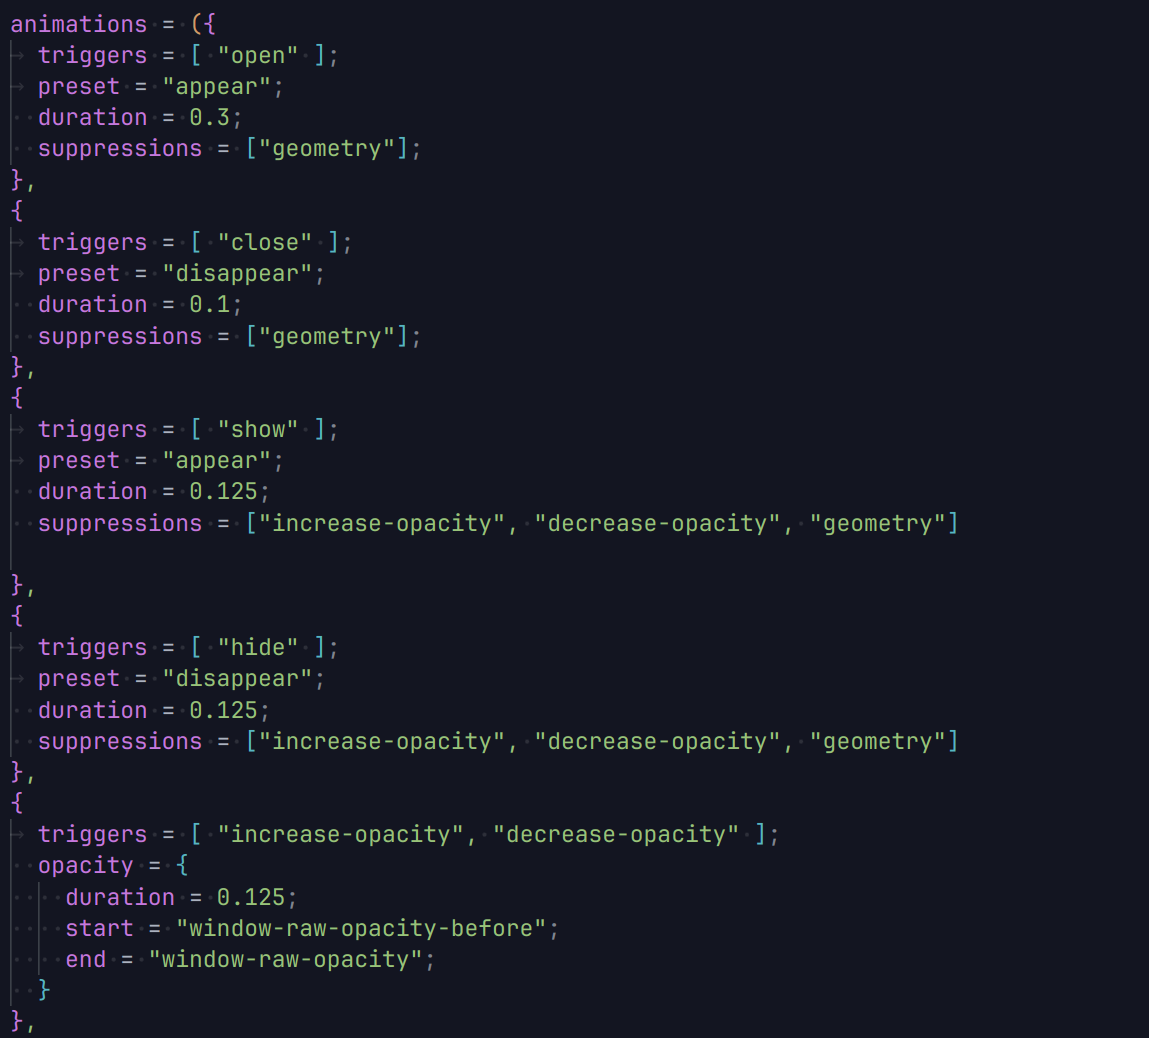 animations = ({
triggers = [ "open" ];
preset = "appear";
duration = 0.3;
suppressions = ["geometry"];
},
{
triggers = [ "close" ];
preset = "disappear";
duration = 0.1;
suppressions = ["geometry"];
},
{
triggers = [ "show" ];
preset = "appear";
duration = 0.125;
suppressions = ["increase-opacity", "decrease-opacity", "geometry"]
},
{
triggers = [ "hide" ];
preset = "disappear";
duration = 0.125;
suppressions = ["increase-opacity", "decrease-opacity", "geometry"]
},
{
triggers = [ "increase-opacity", "decrease-opacity" ];
opacity = {
duration = 0.125;
start = "window-raw-opacity-before";
end = "window-raw-opacity";
}
},